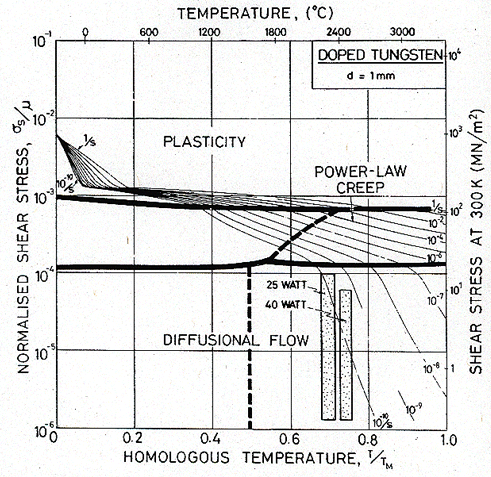 TEMPERATURE, (°C)
0 600 1200 1800 2400 3000
10⁻¹
10⁻²
10⁻³
10⁻⁴
10⁻⁵
10⁻⁶
NORMALISED SHEAR STRESS, σs/μ
DOPED TUNGSTEN
d = 1mm
1/s
10⁻¹⁰/s
PLASTICITY
POWER-LAW
CREEP
1/s
10⁻²
10⁻⁴
10⁻⁶
10⁻⁷
10⁻⁸
10⁻⁹
10⁻¹⁰/s
25 WATT
40 WATT
DIFFUSIONAL FLOW
10⁴
10³
10²
10¹
1
SHEAR STRESS AT 300K (MN/m²)
0 0.2 0.4 0.6 0.8 1.0
HOMOLOGOUS TEMPERATURE, T/TM